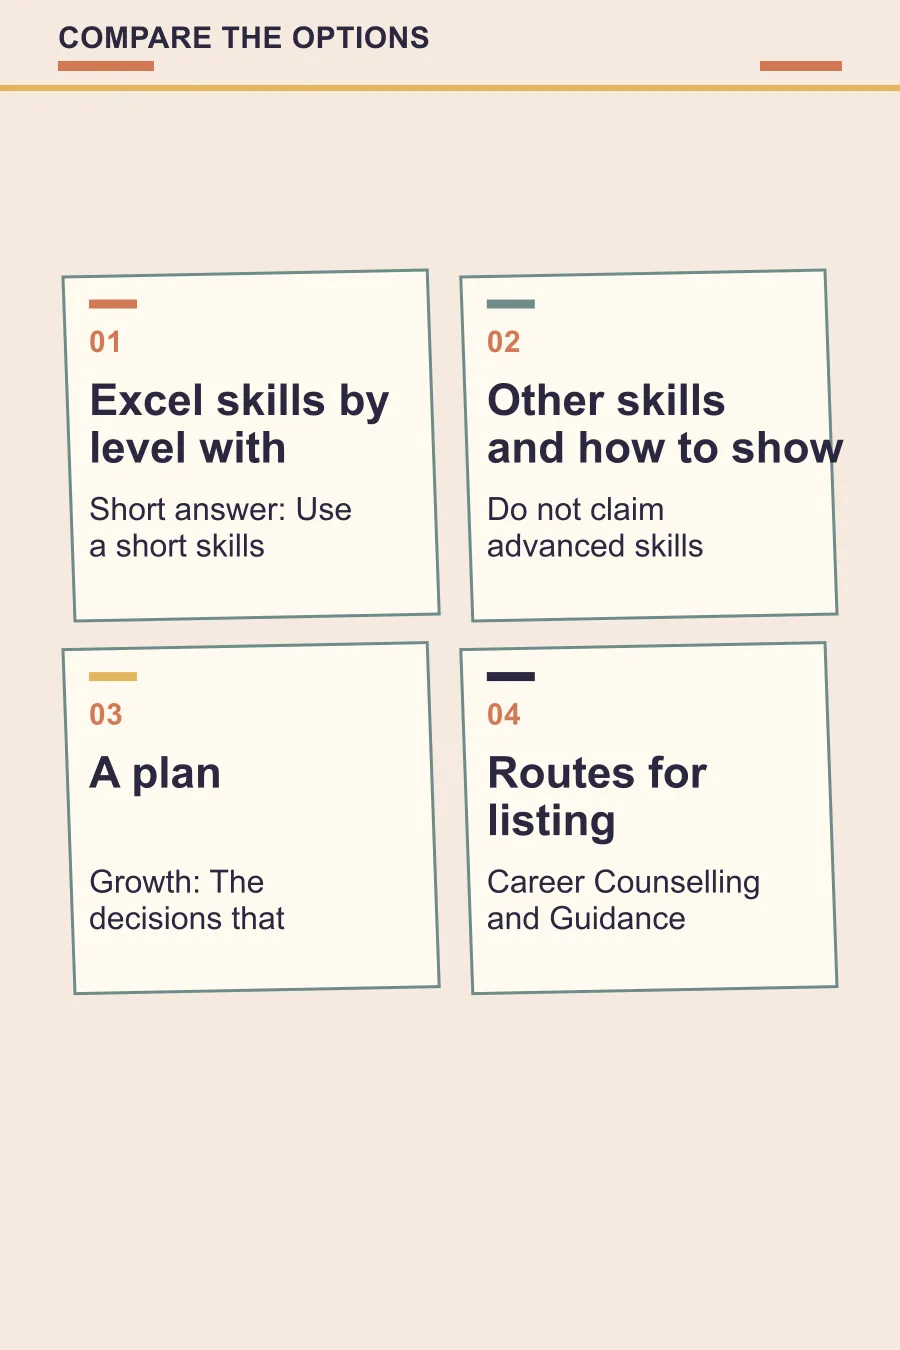 COMPARE THE OPTIONS
01
Excel skills by
level with
Short answer: Use
a short skills
02
Other skills
and how to show
Do not claim
advanced skills
03
A plan
Growth: The
decisions that
04
Routes for
listing
Career Counselling
and Guidance